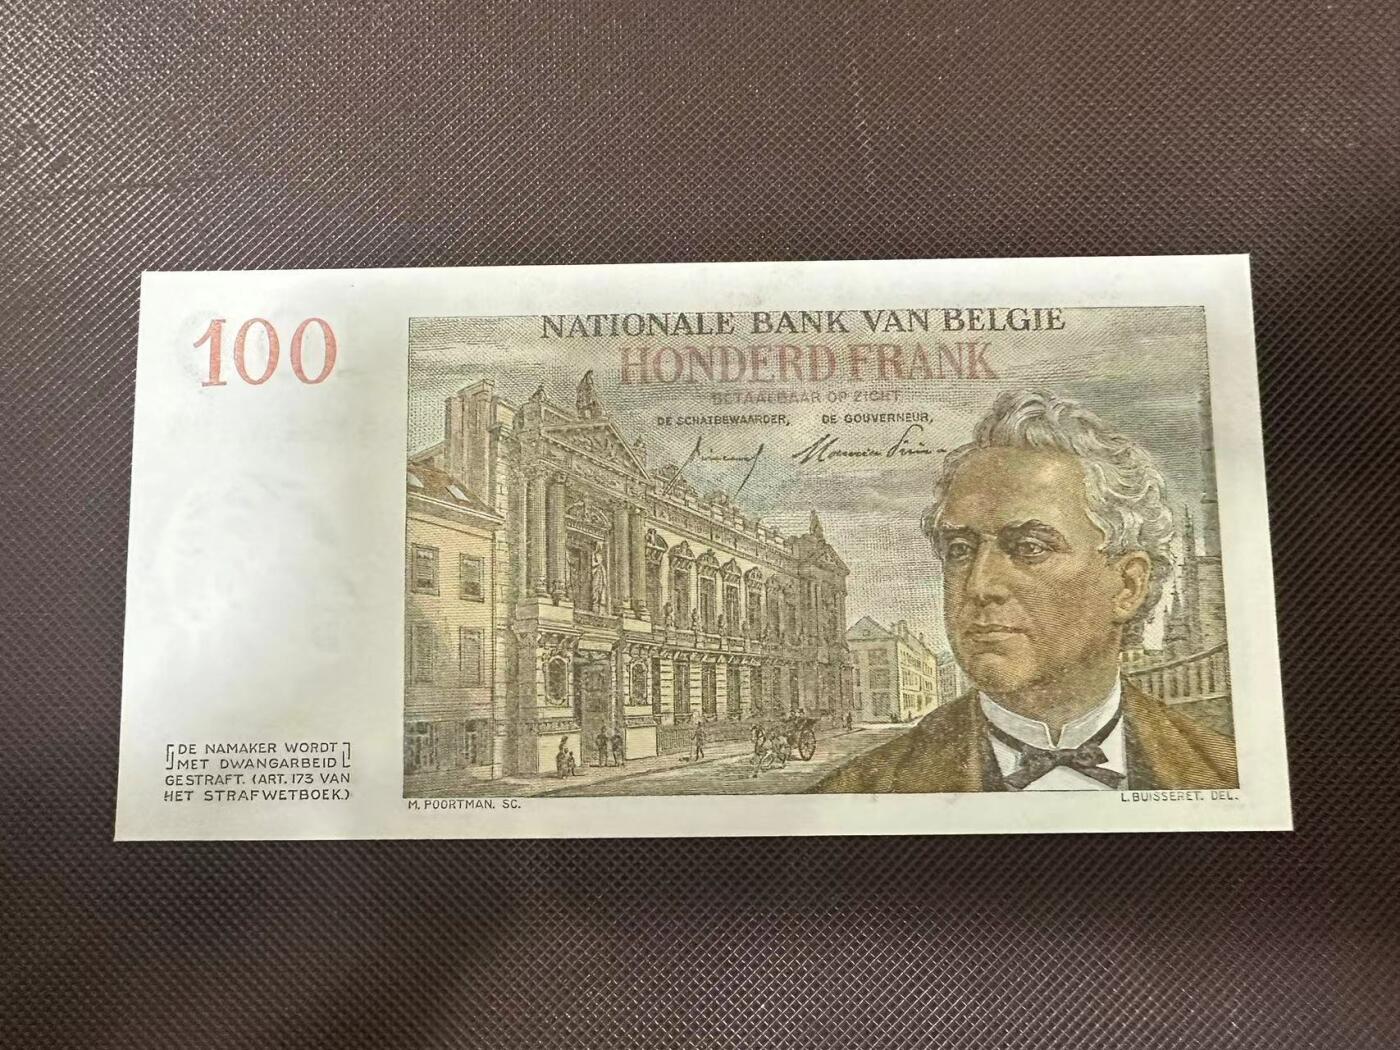 100
NATIONALE BANK VAN BELGIE
HONDERD FRANK
BETAALBAAR OP ZICHT
DE SCHATBEWAARDER, DE GOUVERNEUR,
DE NAMAKER WORDT
MET DWANGARBEID
GESTRAFT. (ART. 173 VAN
HET STRAFWETBOEK.)
M. POORTMAN. SC.
L. BUISSERET. DEL.